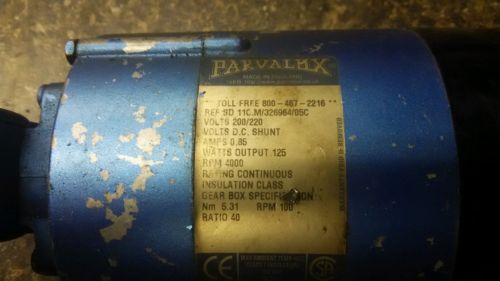 PARVALUX
MADE IN ENGLAND
TOLL FREE 800-467-2216 **
REF SD 11C.M/326964/05C
VOLTS 200/220
VOLTS D.C. SHUNT
AMPS 0.85
WATTS OUTPUT 125
RPM 4000
RATING CONTINUOUS
INSULATION CLASS
GEAR BOX SPECIFICATION
Nm 6.31 RPM 100
RATIO 40
CE